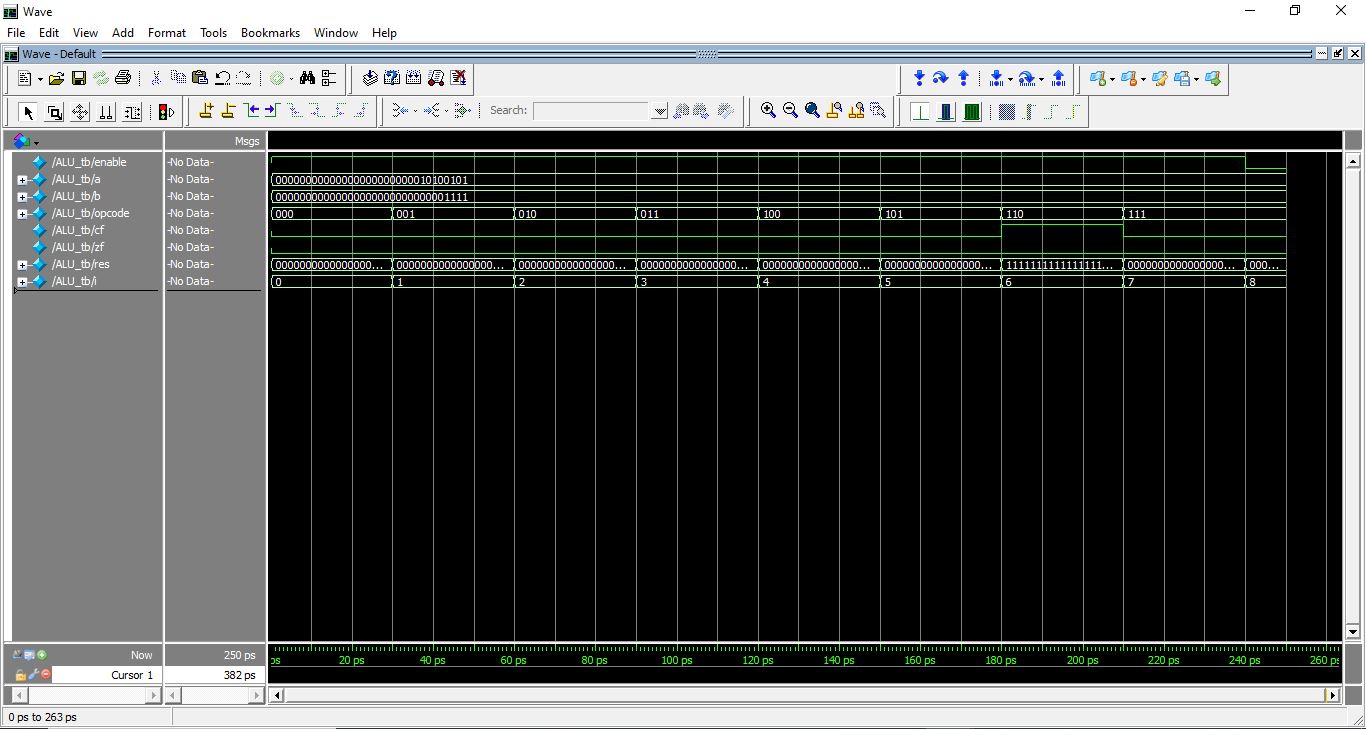 Wave
File Edit View Add Format Tools Bookmarks Window Help
Wave - Default
Search:
Msgs
/ALU_tb/enable -No Data-
/ALU_tb/a -No Data- 00000000000000000000000010100101
/ALU_tb/b -No Data- 00000000000000000000000000001111
/ALU_tb/opcode -No Data- 000 001 010 011 100 101 110 111
/ALU_tb/cf -No Data-
/ALU_tb/zf -No Data-
/ALU_tb/res -No Data- 0000000000000000... 0000000000000000... 0000000000000000... 0000000000000000... 0000000000000000... 0000000000000000... 1111111111111111... 0000000000000000... 000...
/ALU_tb/i -No Data- 0 1 2 3 4 5 6 7 8
Now 250 ps ps 20 ps 40 ps 60 ps 80 ps 100 ps 120 ps 140 ps 160 ps 180 ps 200 ps 220 ps 240 ps 260 ps
Cursor 1 382 ps
0 ps to 263 ps